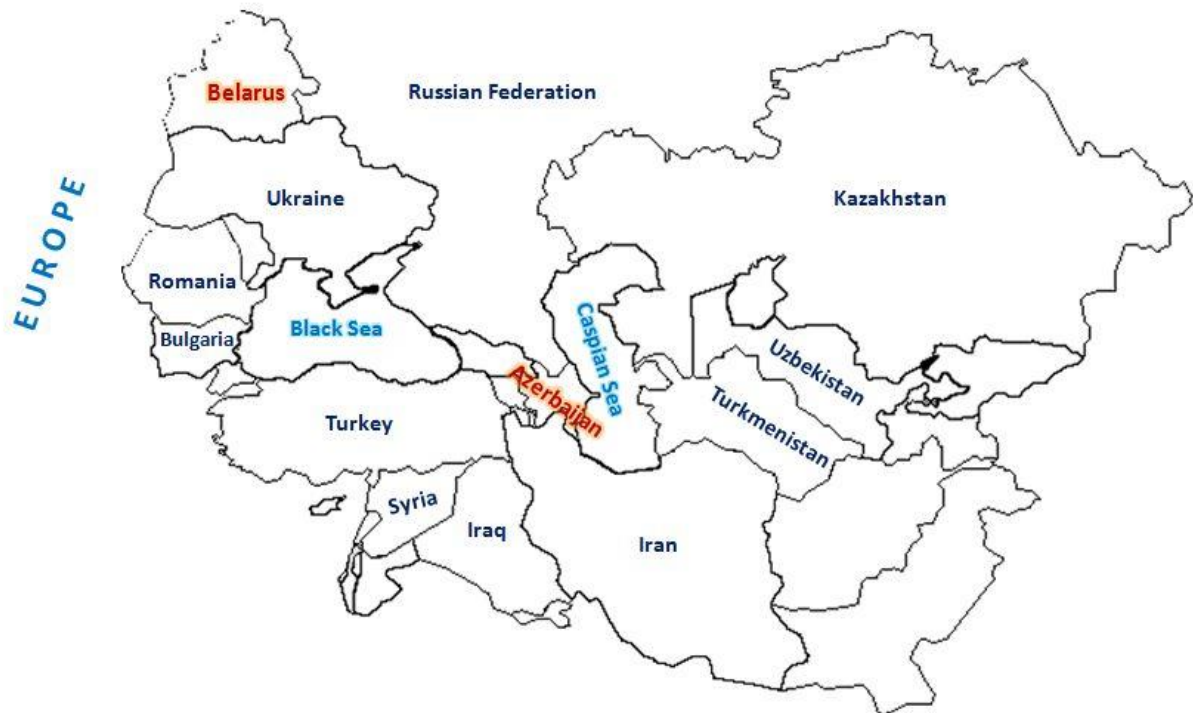 Belarus
Russian Federation
EUROPE
Ukraine
Kazakhstan
Romania
Black Sea
Bulgaria
Caspian Sea
Azerbaijan
Uzbekistan
Turkmenistan
Turkey
Syria
Iraq
Iran